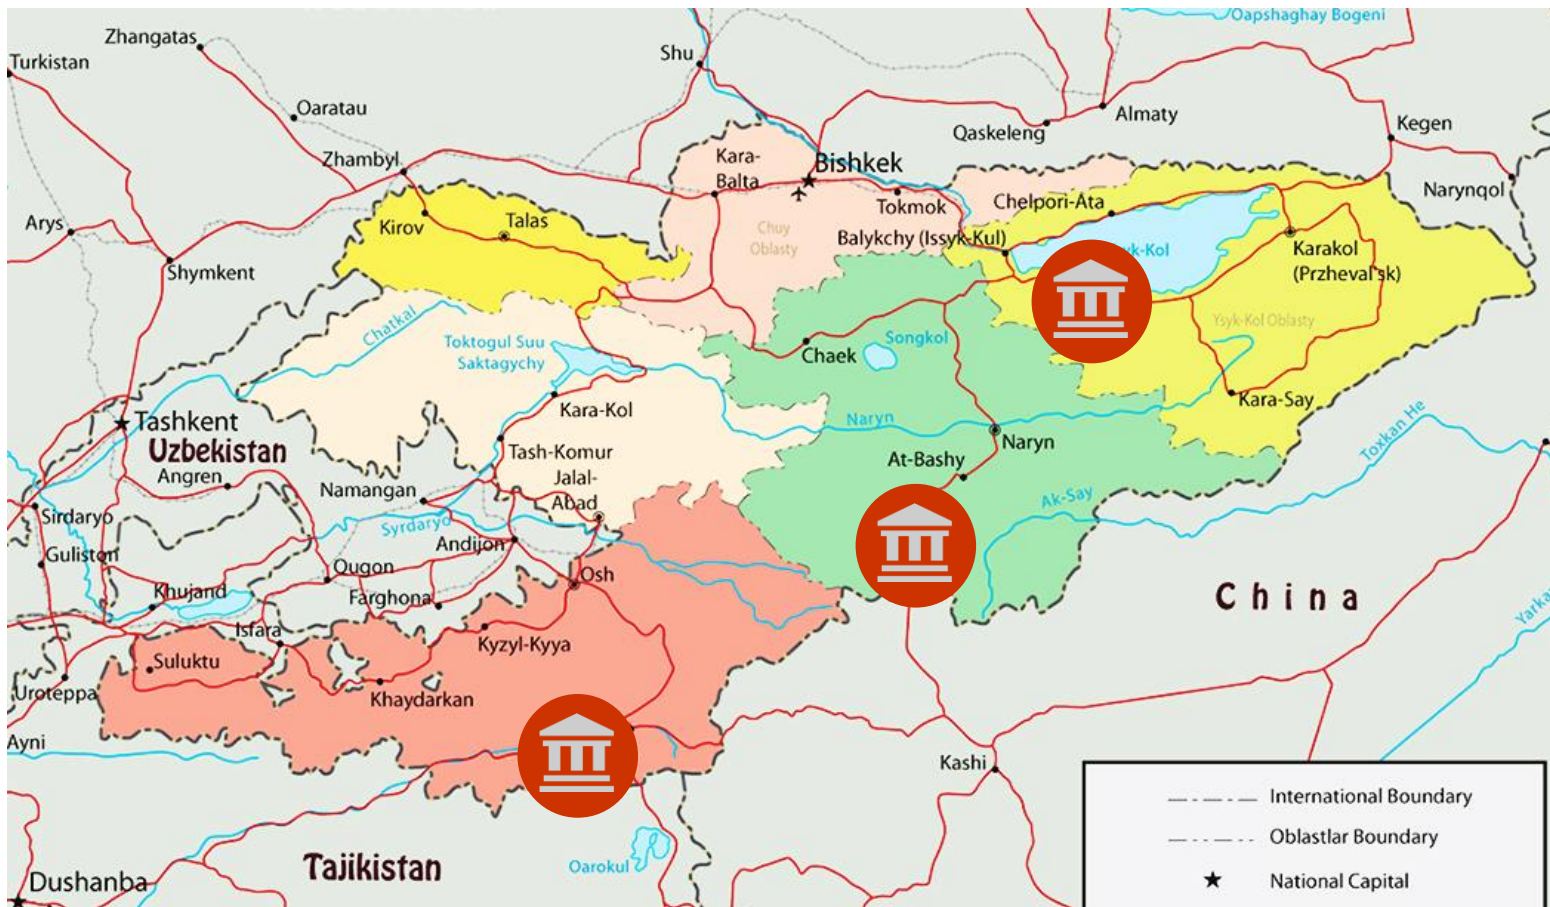 Oapshaghay Bogeni
Zhangatas
Shu
Turkistan
Oaratau
Almaty
Kegen
Qaskeleng
Zhambyl
Kara-
Balta
Bishkek
Narynqol
Chelpori-Ata
Tokmok
Talas
Kirov
Arys
Chuy
Oblasty
Balykchy (Issyk-Kul)
yk-Kol
Karakol
(Przheval'sk)
Shymkent
Chatkal
Ysyk-Kol Oblasty
Toktogul Suu
Saktagychy
Songkol
Chaek
Kara-Kol
Kara-Say
Tashkent
Naryn
Naryn
Toxkan He
Uzbekistan
Tash-Komur
Angren
Jalal-
Abad
At-Bashy
Namangan
Ak-Say
Sirdaryo
Syrdaryo
Andijon
Guliston
Ougon
Osh
Khujand
Farghona
China
Isfara
Kyzyl-Kyya
Suluktu
Uroteppa
Khaydarkan
Ayni
Kashi
International Boundary
Oblastlar Boundary
Oarokul
Tajikistan
Dushanba
National Capital